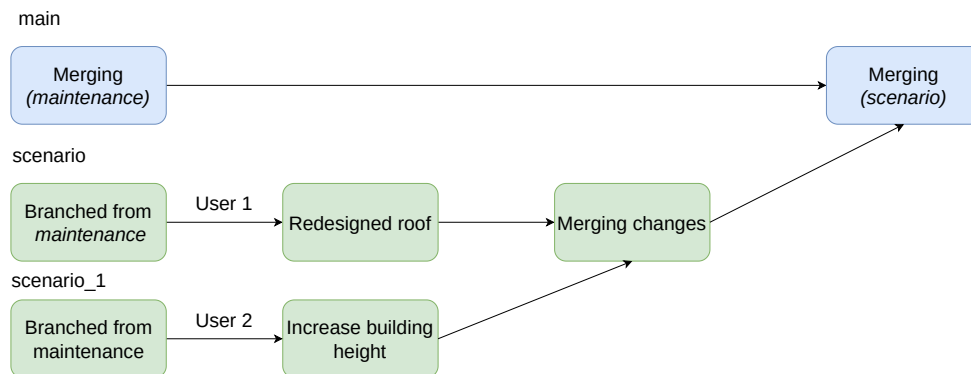 main
Merging
(maintenance)
Merging
(scenario)
scenario
Branched from
maintenance
User 1
Redesigned roof
Merging changes
scenario_1
Branched from
maintenance
User 2
Increase building
height